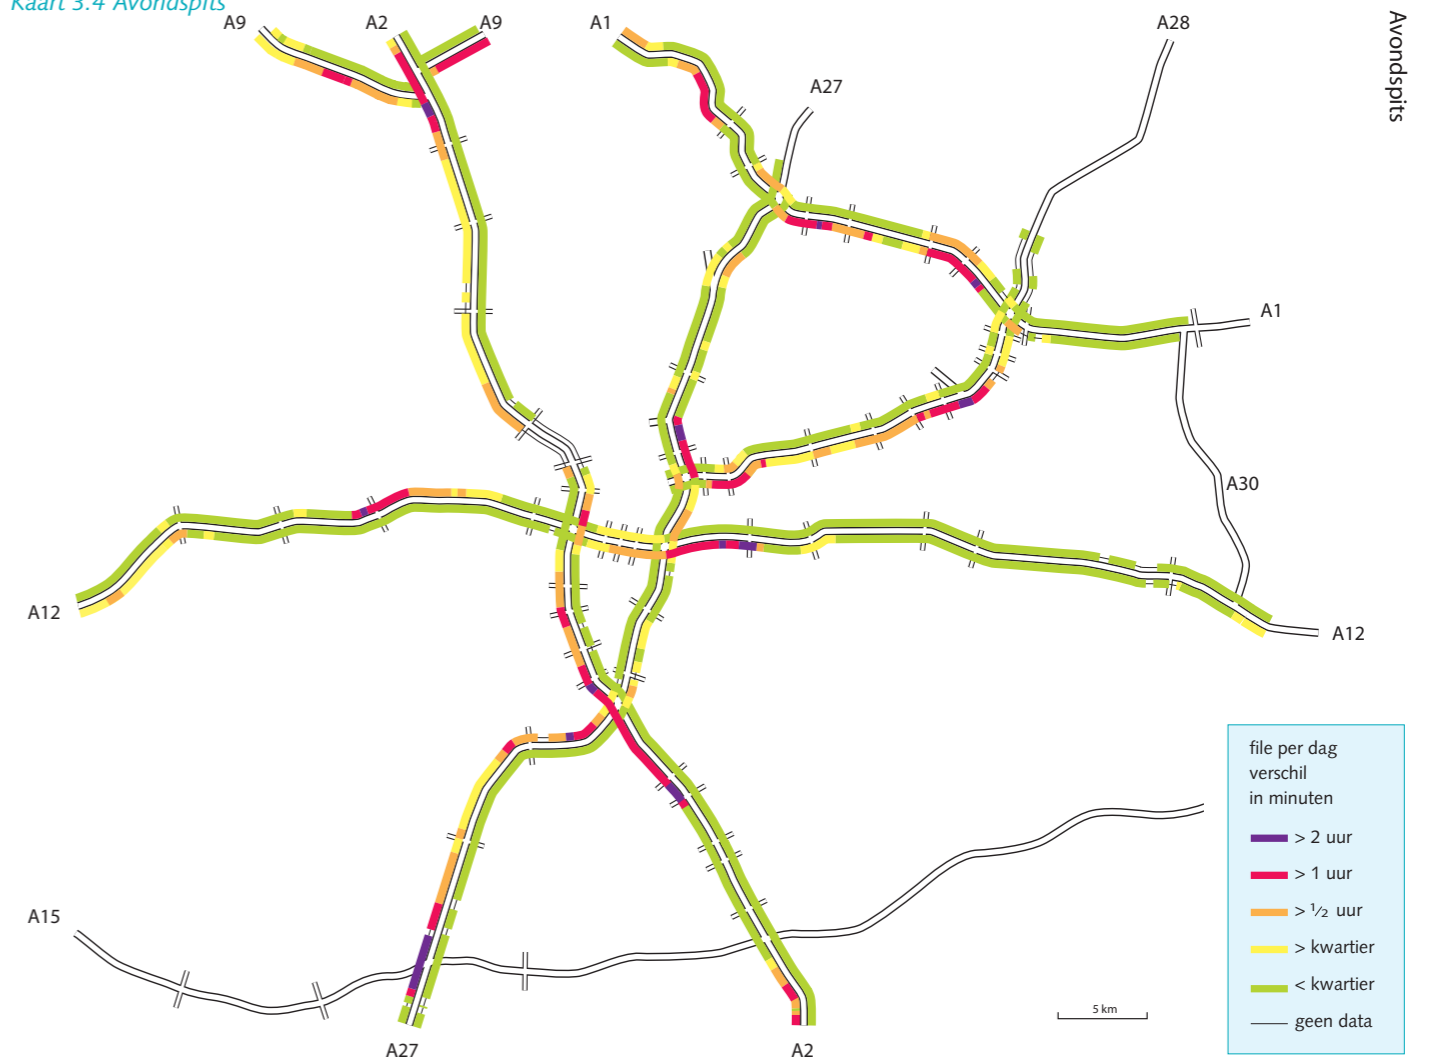 Kaart 3.4 Avondspits
Avondspits
A9
A2
A9
A1
A28
A27
A1
A30
A12
A12
A15
A27
A2
5 km
file per dag
verschil
in minuten
> 2 uur
> 1 uur
> 1/2 uur
> kwartier
< kwartier
geen data